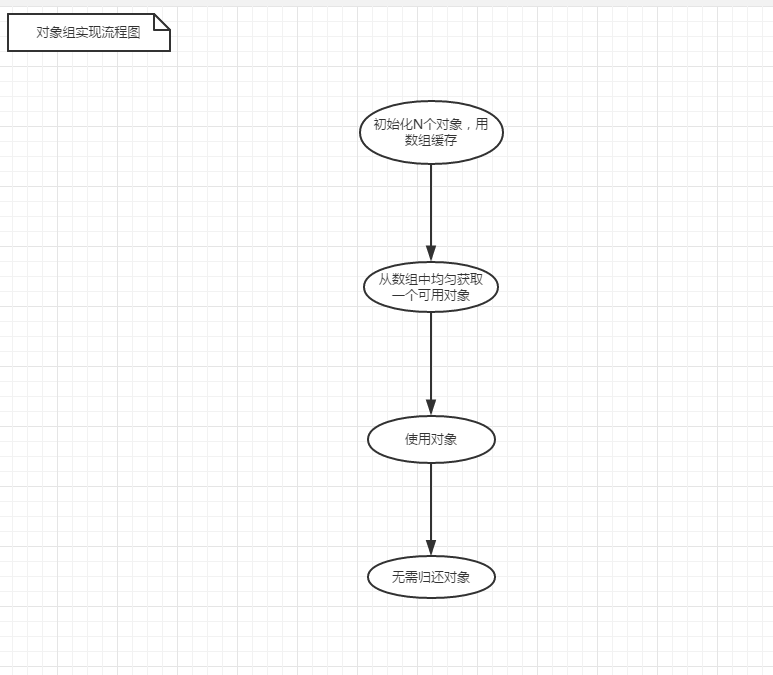 对象组实现流程图
初始化N个对象，用
数组缓存
从数组中均匀获取
一个可用对象
使用对象
无需归还对象